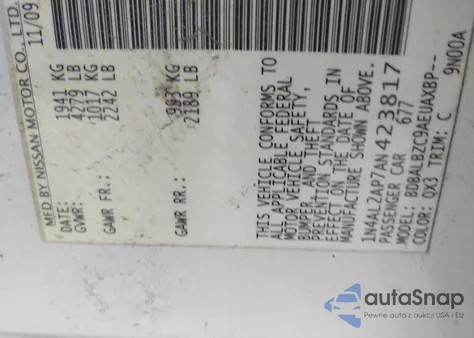 MFD BY NISSAN MOTOR CO., LTD.
DATE: 11/09
GVWR: 1941 KG
4279 LB
GAWR FR.: 1017 KG
2242 LB
GAWR RR.: 993 KG
2189 LB
THIS VEHICLE CONFORMS TO
ALL APPLICABLE FEDERAL
MOTOR VEHICLE SAFETY,
BUMPER, AND THEFT
PREVENTION STANDARDS IN
EFFECT ON THE DATE OF
MANUFACTURE SHOWN ABOVE.
1N4AL2AP7AN423817
PASSENGER CAR 677
MODEL: BDBALBZC9AEUAXBP--
COLOR: QX3 TRIM: C 9N00A
autaSnap
Pewne auta z aukcji USA i EU